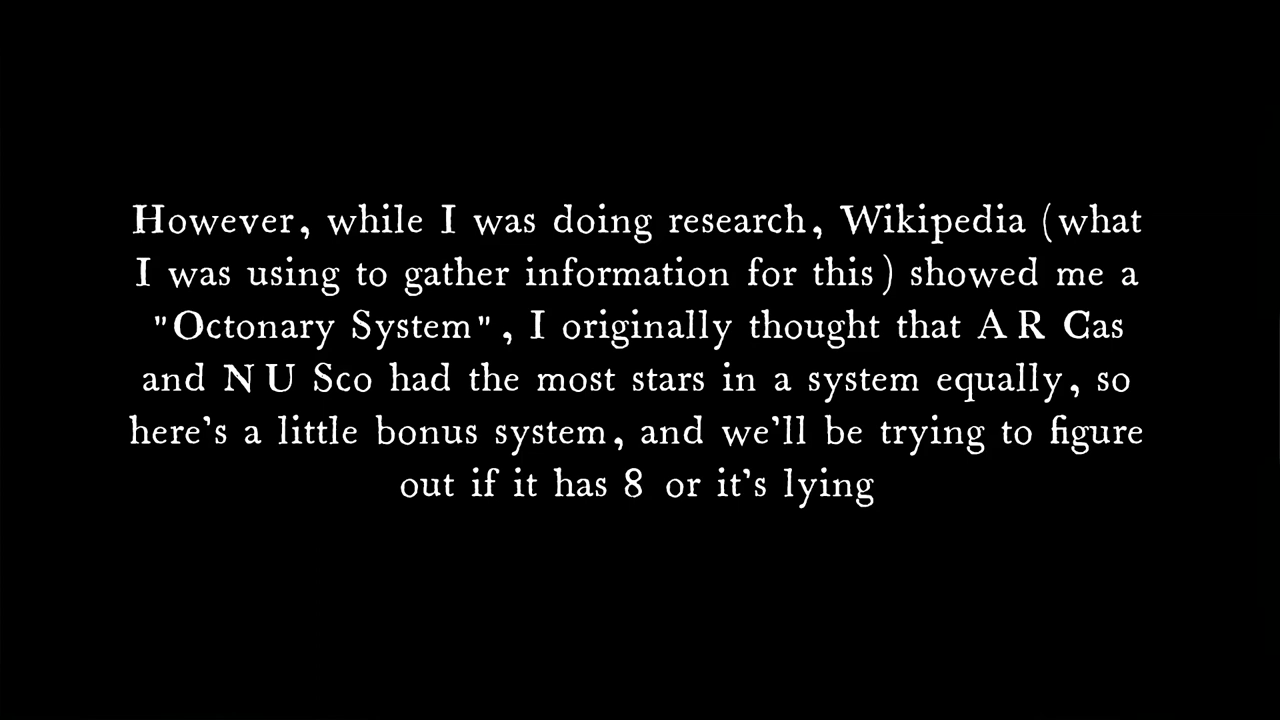 However, while I was doing research, Wikipedia (what
I was using to gather information for this) showed me a
"Octonary System", I originally thought that AR Cas
and NU Sco had the most stars in a system equally, so
here's a little bonus system, and we'll be trying to figure
out if it has 8 or it's lying